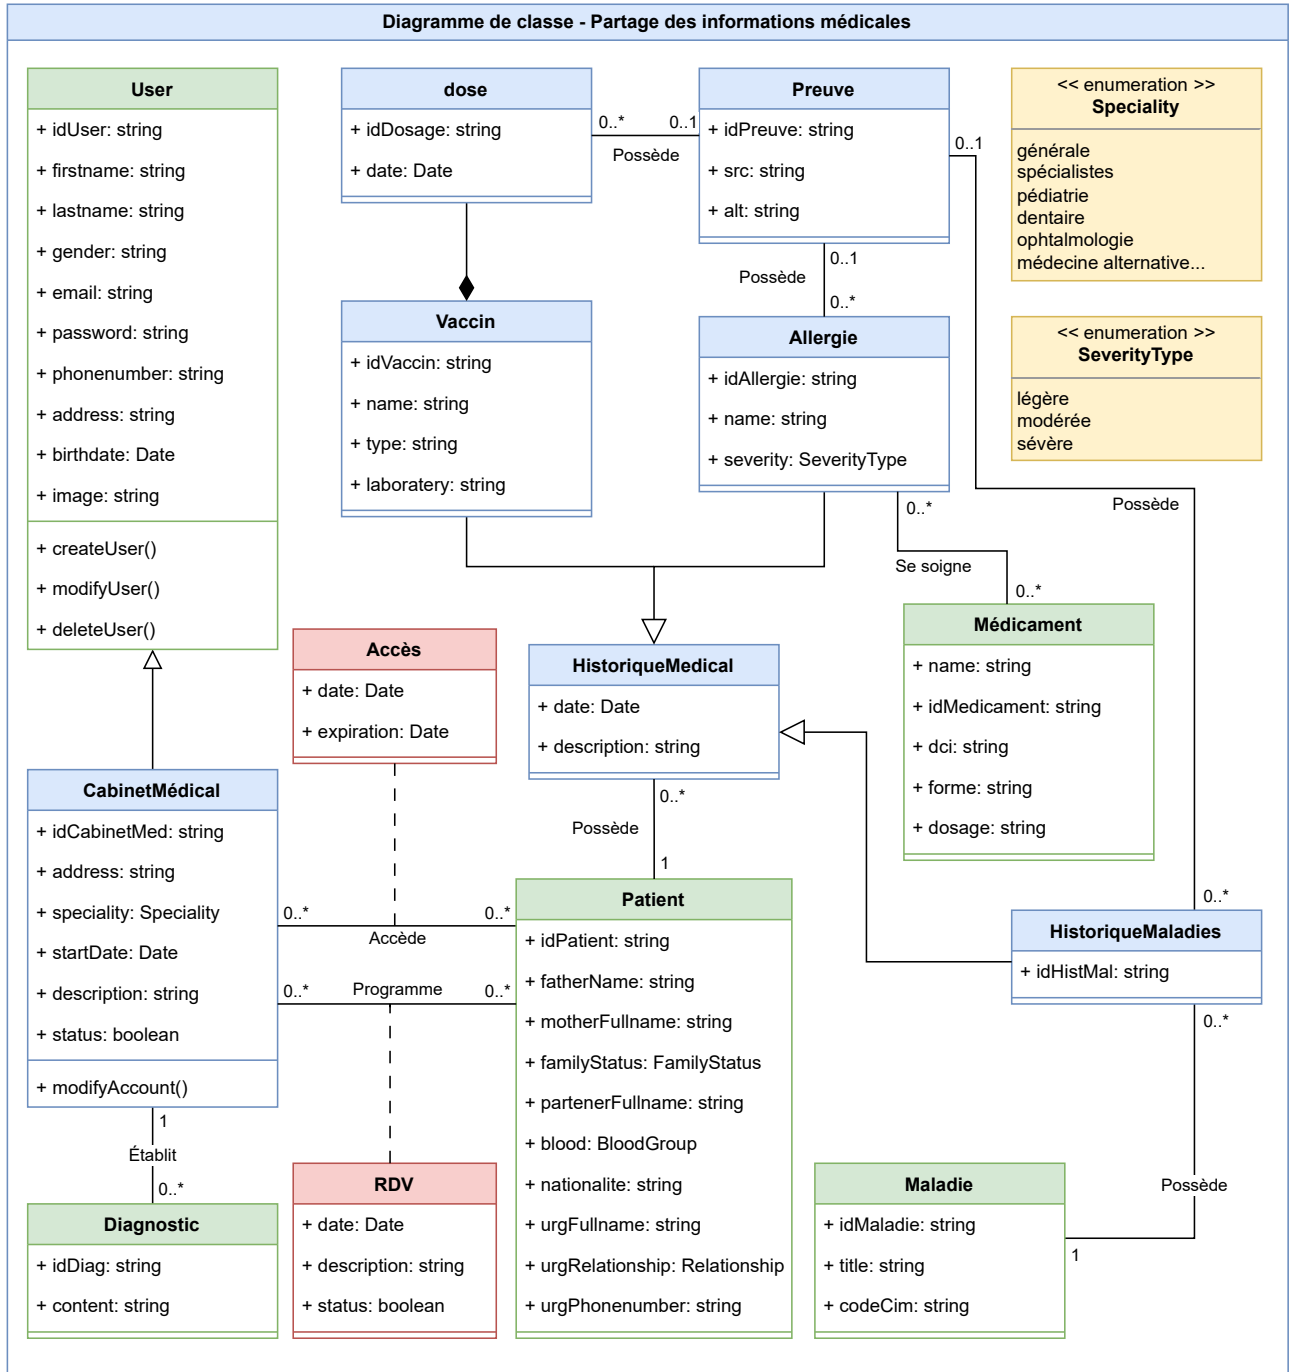 Diagramme de classe - Partage des informations médicales
User
+ idUser: string
+ firstname: string
+ lastname: string
+ gender: string
+ email: string
+ password: string
+ phonenumber: string
+ address: string
+ birthdate: Date
+ image: string
+ createUser()
+ modifyUser()
+ deleteUser()
dose
+ idDosage: string
+ date: Date
0..*
0..1
Possède
Preuve
+ idPreuve: string
+ src: string
+ alt: string
0..1
<< enumeration >>
Speciality
générale
spécialistes
pédiatrie
dentaire
ophtalmologie
médecine alternative...
0..1
Possède
0..*
Vaccin
+ idVaccin: string
+ name: string
+ type: string
+ laboratery: string
Allergie
+ idAllergie: string
+ name: string
+ severity: SeverityType
<< enumeration >>
SeverityType
légère
modérée
sévère
0..*
Se soigne
0..*
Possède
Médicament
+ name: string
+ idMedicament: string
+ dci: string
+ forme: string
+ dosage: string
Accès
+ date: Date
+ expiration: Date
HistoriqueMedical
+ date: Date
+ description: string
0..*
Possède
1
CabinetMédical
+ idCabinetMed: string
+ address: string
+ speciality: Speciality
+ startDate: Date
+ description: string
+ status: boolean
+ modifyAccount()
0..*
0..*
Accède
0..*
Programme
0..*
Patient
+ idPatient: string
+ fatherName: string
+ motherFullname: string
+ familyStatus: FamilyStatus
+ partenerFullname: string
+ blood: BloodGroup
+ nationalite: string
+ urgFullname: string
+ urgRelationship: Relationship
+ urgPhonenumber: string
0..*
HistoriqueMaladies
+ idHistMal: string
0..*
Possède
1
1
Établit
0..*
Diagnostic
+ idDiag: string
+ content: string
RDV
+ date: Date
+ description: string
+ status: boolean
Maladie
+ idMaladie: string
+ title: string
+ codeCim: string